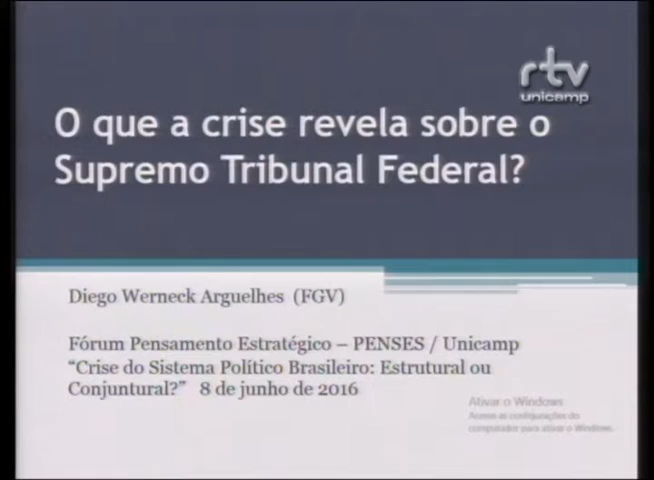 rtv
unicamp
O que a crise revela sobre o
Supremo Tribunal Federal?
Diego Werneck Arguelhes (FGV)
Fórum Pensamento Estratégico – PENSES / Unicamp
“Crise do Sistema Político Brasileiro: Estrutural ou
Conjuntural?” 8 de junho de 2016
Ativar o Windows
Acesse as configurações do
computador para ativar o Windows.